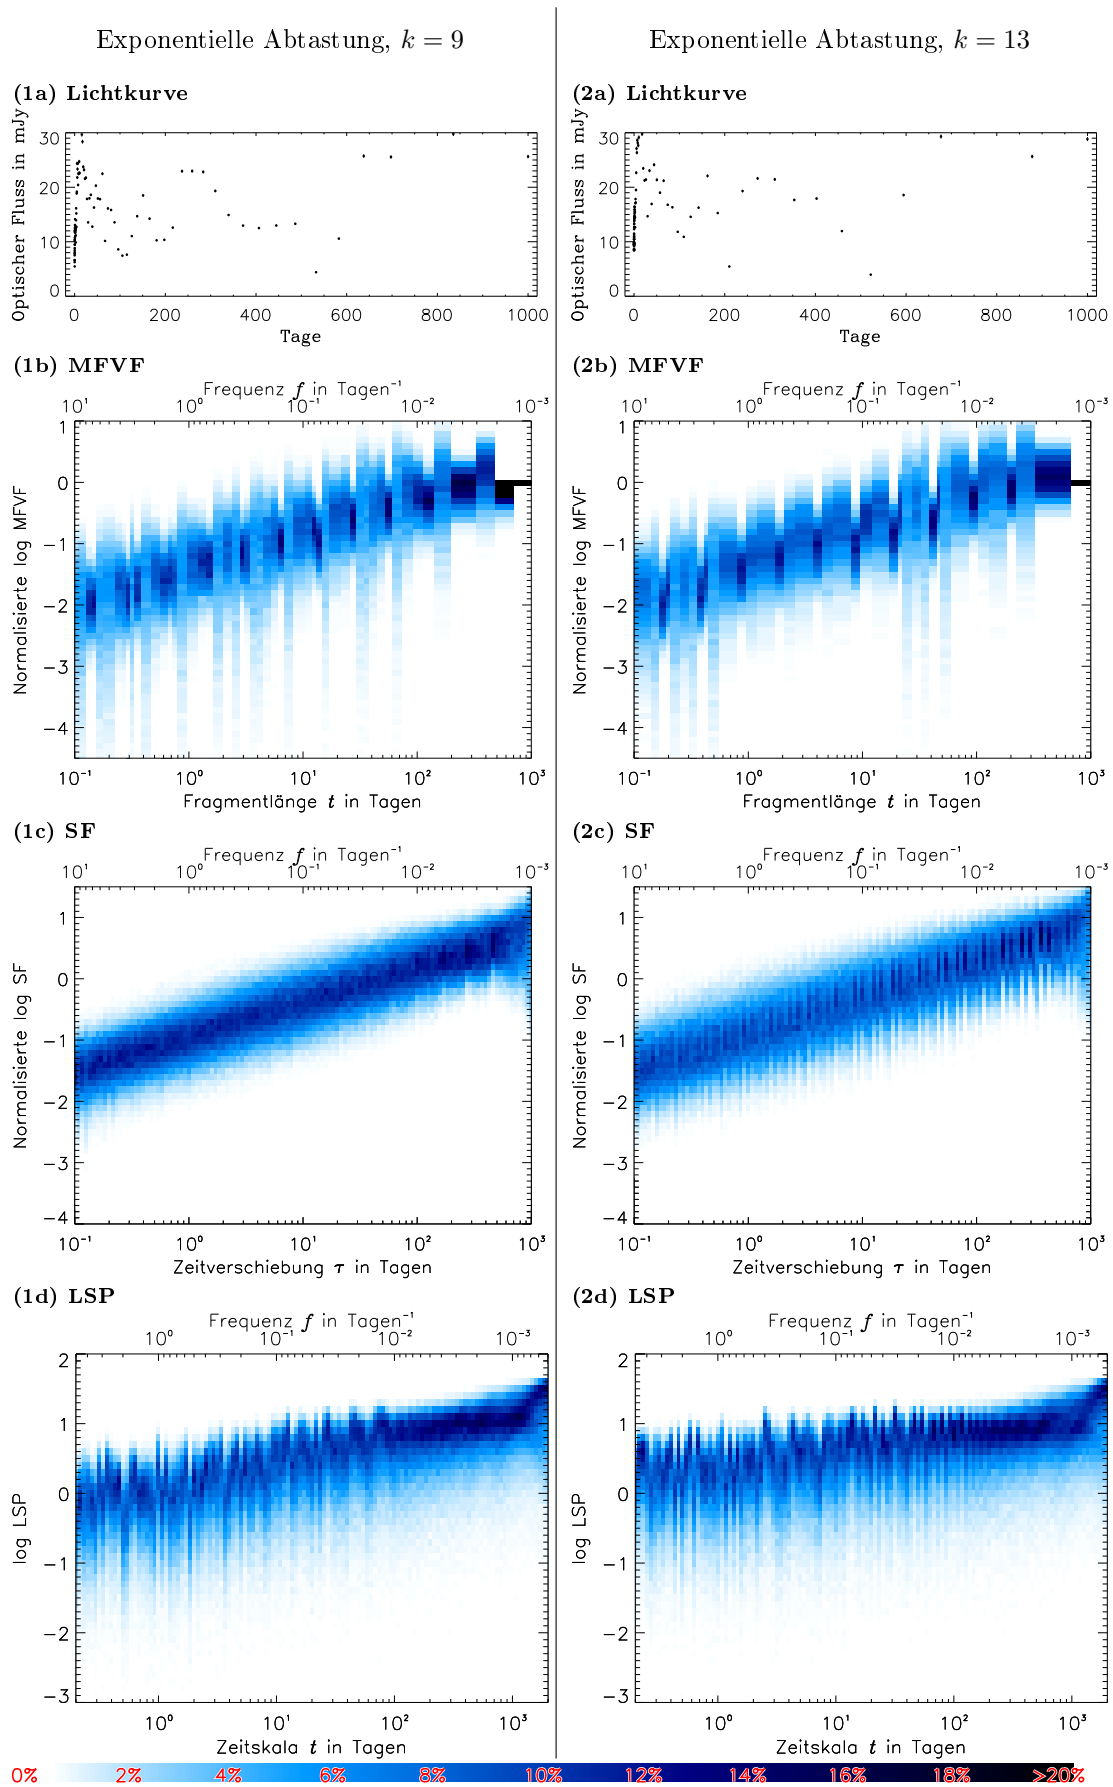 Exponentielle Abtastung, k = 9
Exponentielle Abtastung, k = 13
(1a) Lichtkurve
Optischer Fluss in mJy
30
20
10
0
0 200 400 600 800 1000
Tage
(2a) Lichtkurve
Optischer Fluss in mJy
30
20
10
0
0 200 400 600 800 1000
Tage
(1b) MFVF
Frequenz f in Tagen⁻¹
10¹ 10⁰ 10⁻¹ 10⁻² 10⁻³
Normalisierte log MFVF
1
0
−1
−2
−3
−4
10⁻¹ 10⁰ 10¹ 10² 10³
Fragmentlänge t in Tagen
(2b) MFVF
Frequenz f in Tagen⁻¹
10¹ 10⁰ 10⁻¹ 10⁻² 10⁻³
Normalisierte log MFVF
1
0
−1
−2
−3
−4
10⁻¹ 10⁰ 10¹ 10² 10³
Fragmentlänge t in Tagen
(1c) SF
Frequenz f in Tagen⁻¹
10¹ 10⁰ 10⁻¹ 10⁻² 10⁻³
Normalisierte log SF
1
0
−1
−2
−3
−4
10⁻¹ 10⁰ 10¹ 10² 10³
Zeitverschiebung τ in Tagen
(2c) SF
Frequenz f in Tagen⁻¹
10¹ 10⁰ 10⁻¹ 10⁻² 10⁻³
Normalisierte log SF
1
0
−1
−2
−3
−4
10⁻¹ 10⁰ 10¹ 10² 10³
Zeitverschiebung τ in Tagen
(1d) LSP
Frequenz f in Tagen⁻¹
10⁰ 10⁻¹ 10⁻² 10⁻³
log LSP
2
1
0
−1
−2
−3
10⁰ 10¹ 10² 10³
Zeitskala t in Tagen
(2d) LSP
Frequenz f in Tagen⁻¹
10⁰ 10⁻¹ 10⁻² 10⁻³
log LSP
2
1
0
−1
−2
−3
10⁰ 10¹ 10² 10³
Zeitskala t in Tagen
0% 2% 4% 6% 8% 10% 12% 14% 16% 18% >20%